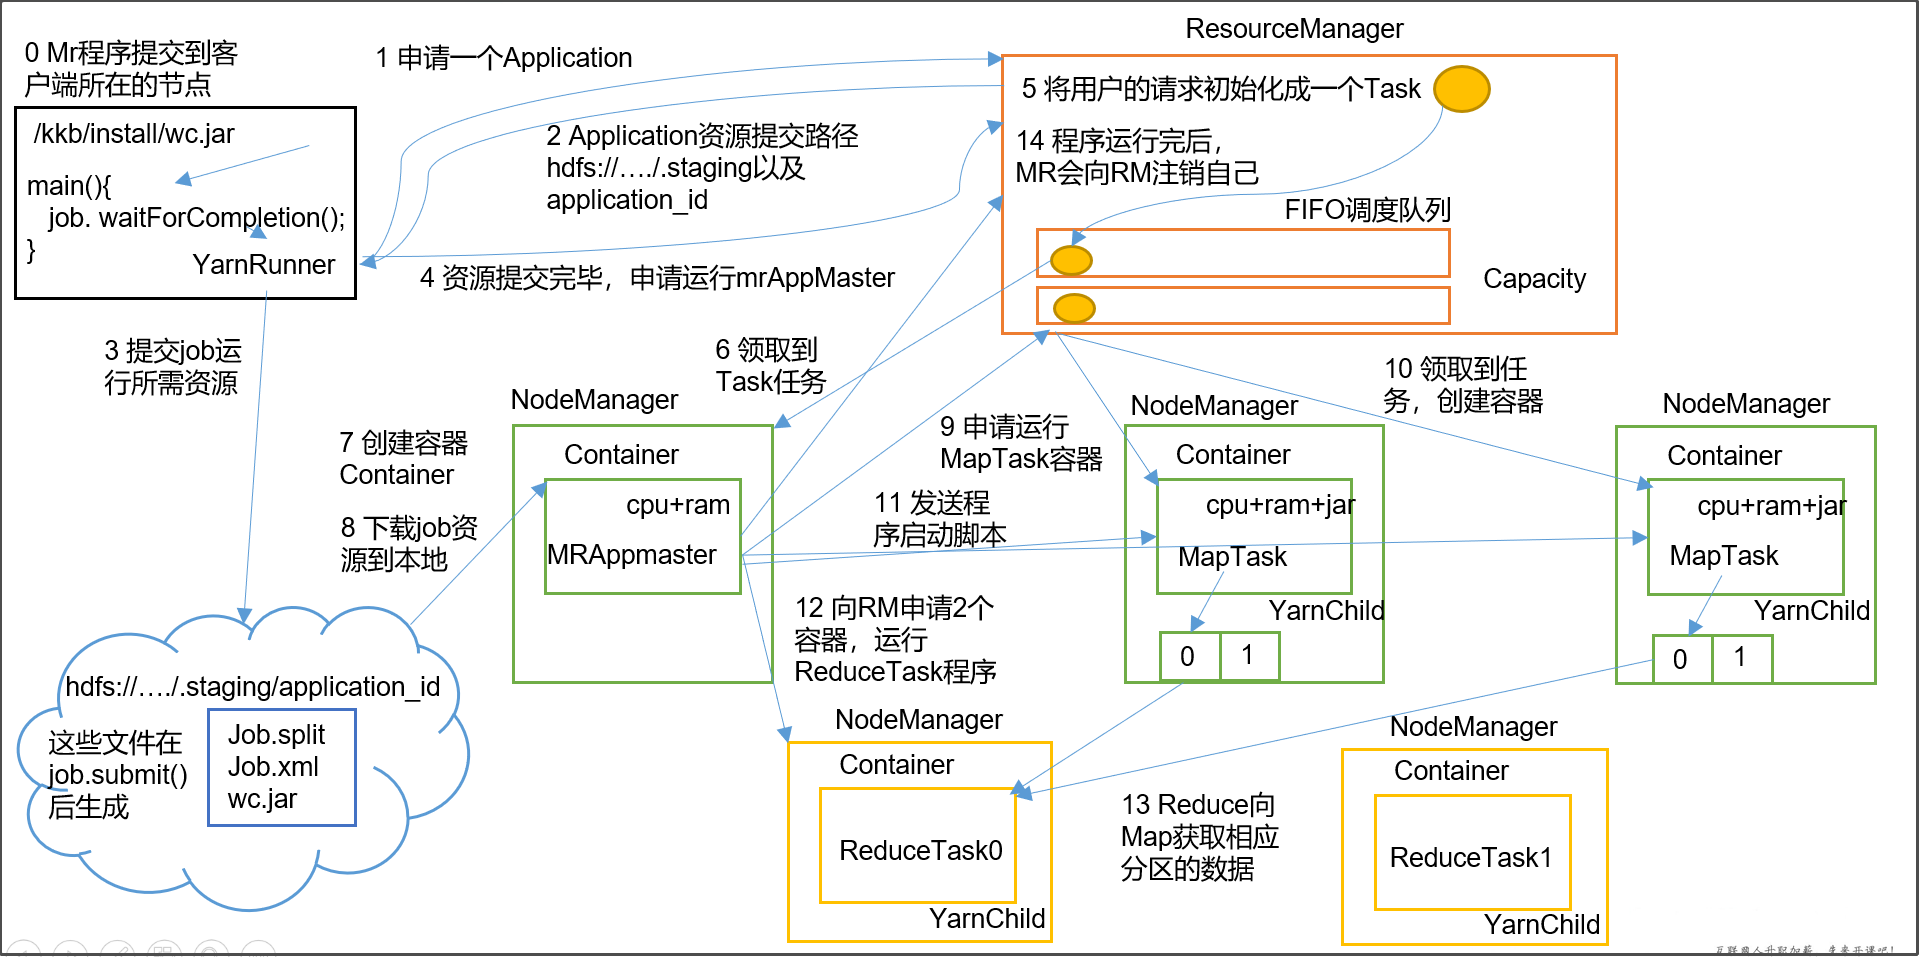 ResourceManager
0 Mr程序提交到客
户端所在的节点
/kkb/install/wc.jar
main(){
job. waitForCompletion();
}
YarnRunner
1 申请一个Application
2 Application资源提交路径
hdfs://…./.staging以及
application_id
4 资源提交完毕，申请运行mrAppMaster
5 将用户的请求初始化成一个Task
14 程序运行完后，
MR会向RM注销自己
FIFO调度队列
Capacity
3 提交job运
行所需资源
6 领取到
Task任务
7 创建容器
Container
8 下载job资
源到本地
NodeManager
Container
cpu+ram
MRAppmaster
9 申请运行
MapTask容器
11 发送程
序启动脚本
10 领取到任
务，创建容器
NodeManager
Container
cpu+ram+jar
MapTask
YarnChild
0
1
NodeManager
Container
cpu+ram+jar
MapTask
YarnChild
0
1
12 向RM申请2个
容器，运行
ReduceTask程序
hdfs://…./.staging/application_id
这些文件在
job.submit()
后生成
Job.split
Job.xml
wc.jar
NodeManager
Container
ReduceTask0
YarnChild
13 Reduce向
Map获取相应
分区的数据
NodeManager
Container
ReduceTask1
YarnChild